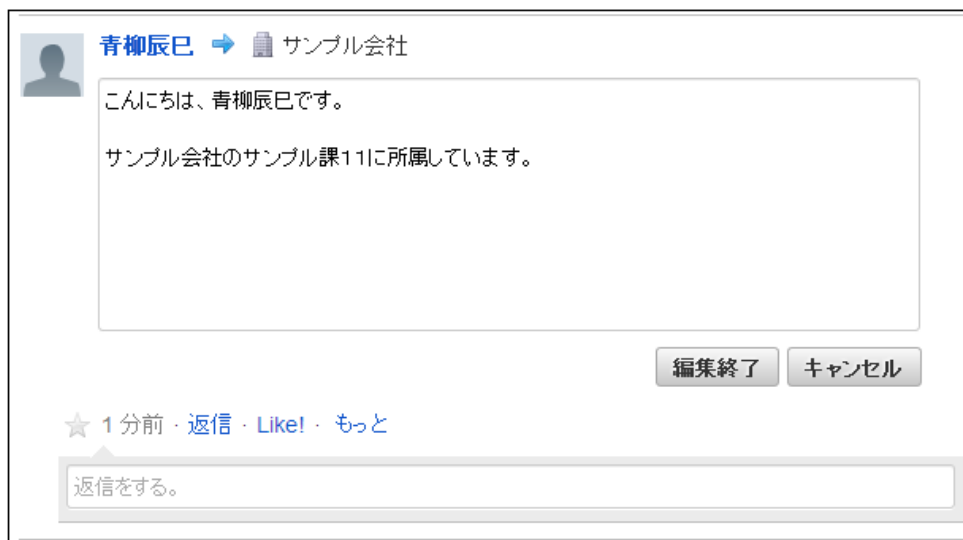 青柳辰巳 サンプル会社
こんにちは、青柳辰巳です。
サンプル会社のサンプル課11に所属しています。
編集終了 キャンセル
1 分前 · 返信 · Like! · もっと
返信をする。